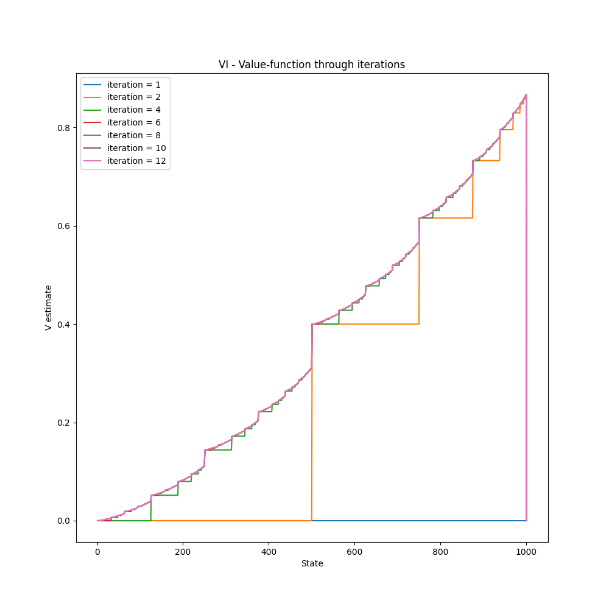 VI - Value-function through iterations
iteration = 1
iteration = 2
iteration = 4
iteration = 6
iteration = 8
iteration = 10
iteration = 12
V estimate
0.8
0.6
0.4
0.2
0.0
0
200
400
600
800
1000
State